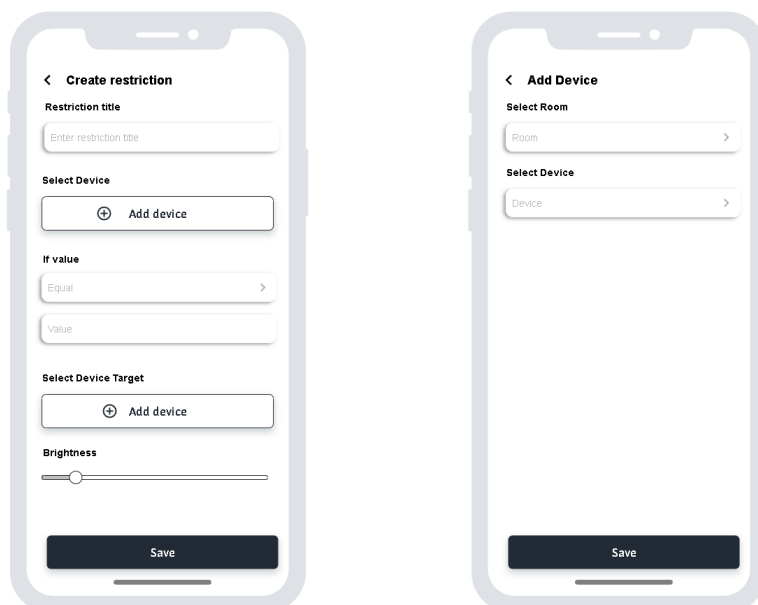 Create restriction
Restriction title
Enter restriction title
Select Device
Add device
If value
Equal
Value
Select Device Target
Add device
Brightness
Save
Add Device
Select Room
Room
Select Device
Device
Save